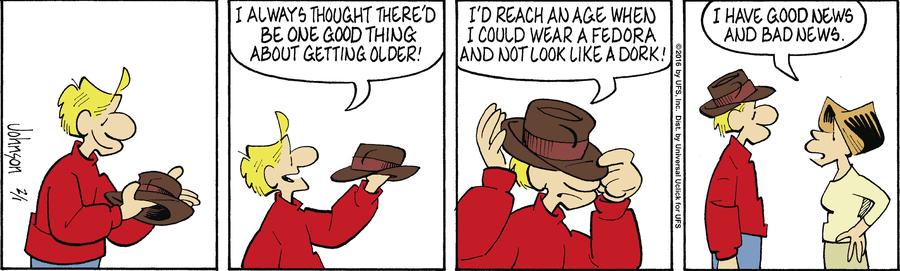 Johnson 2/1
I ALWAYS THOUGHT THERE'D
BE ONE GOOD THING
ABOUT GETTING OLDER!
I'D REACH AN AGE WHEN
I COULD WEAR A FEDORA
AND NOT LOOK LIKE A DORK!
©2016 by UFS, Inc. Dist. by Universal Uclick for UFS
I HAVE GOOD NEWS
AND BAD NEWS.